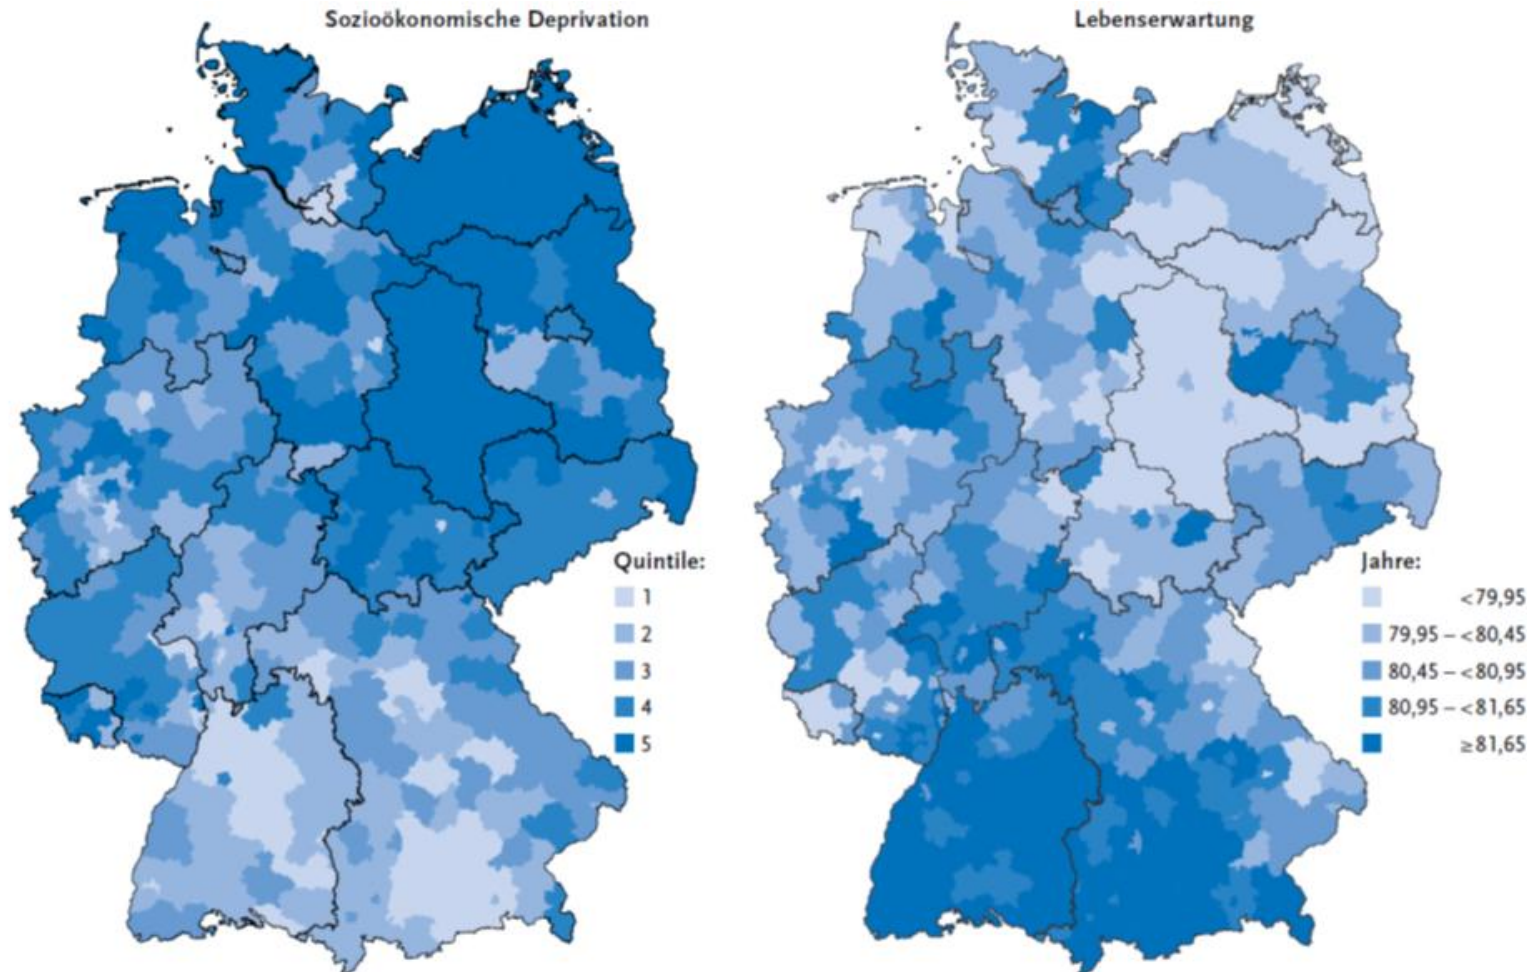 Sozioökonomische Deprivation
Lebenserwartung
Quintile:
1
2
3
4
5
Jahre:
<79,95
79,95 – <80,45
80,45 – <80,95
80,95 – <81,65
≥81,65